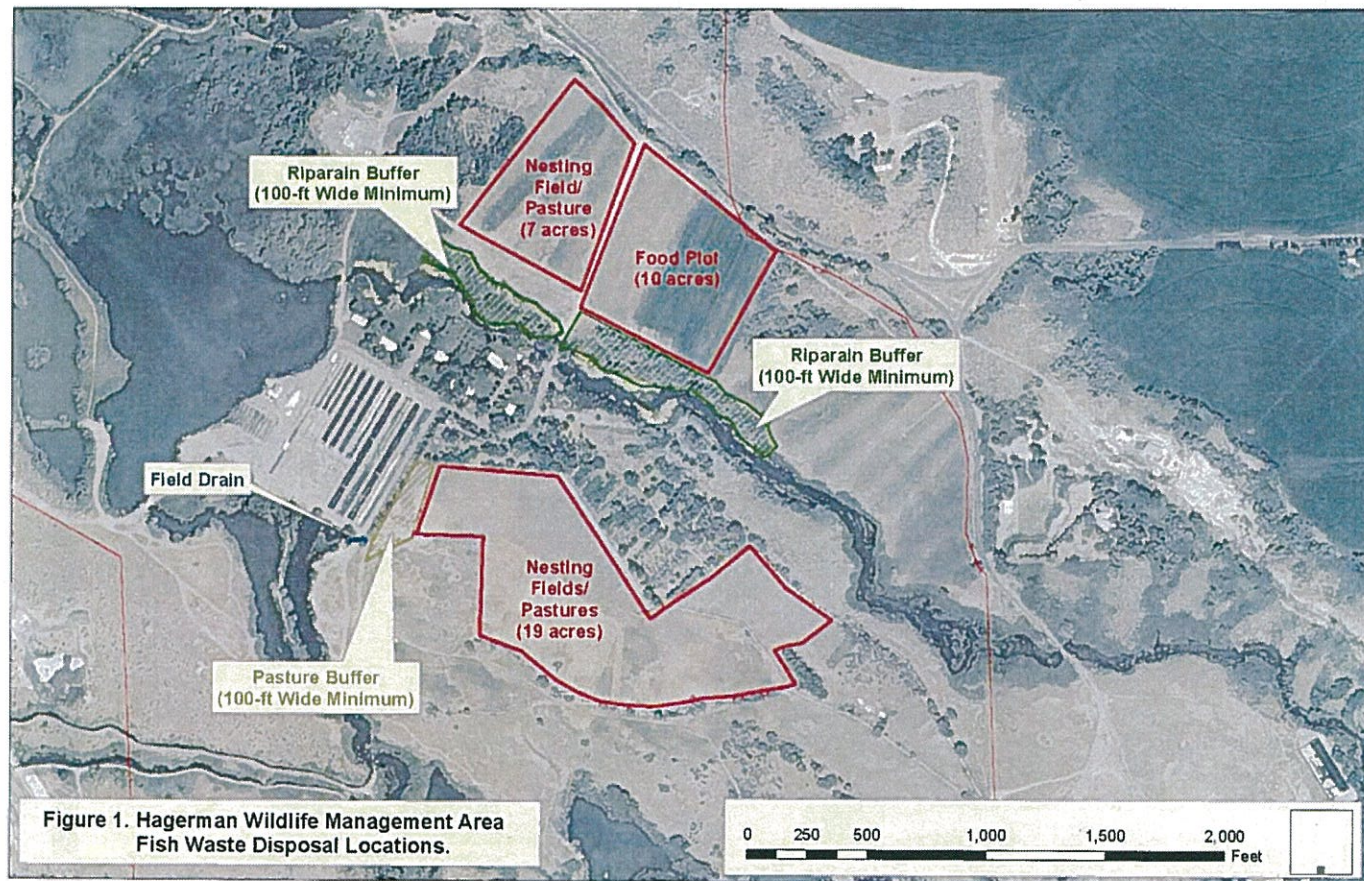 Riparain Buffer
(100-ft Wide Minimum)
Nesting
Field/
Pasture
(7 acres)
Food Plot
(10 acres)
Riparain Buffer
(100-ft Wide Minimum)
Field Drain
Nesting
Fields/
Pastures
(19 acres)
Pasture Buffer
(100-ft Wide Minimum)
Figure 1. Hagerman Wildlife Management Area
Fish Waste Disposal Locations.
0 250 500 1,000 1,500 2,000
Feet